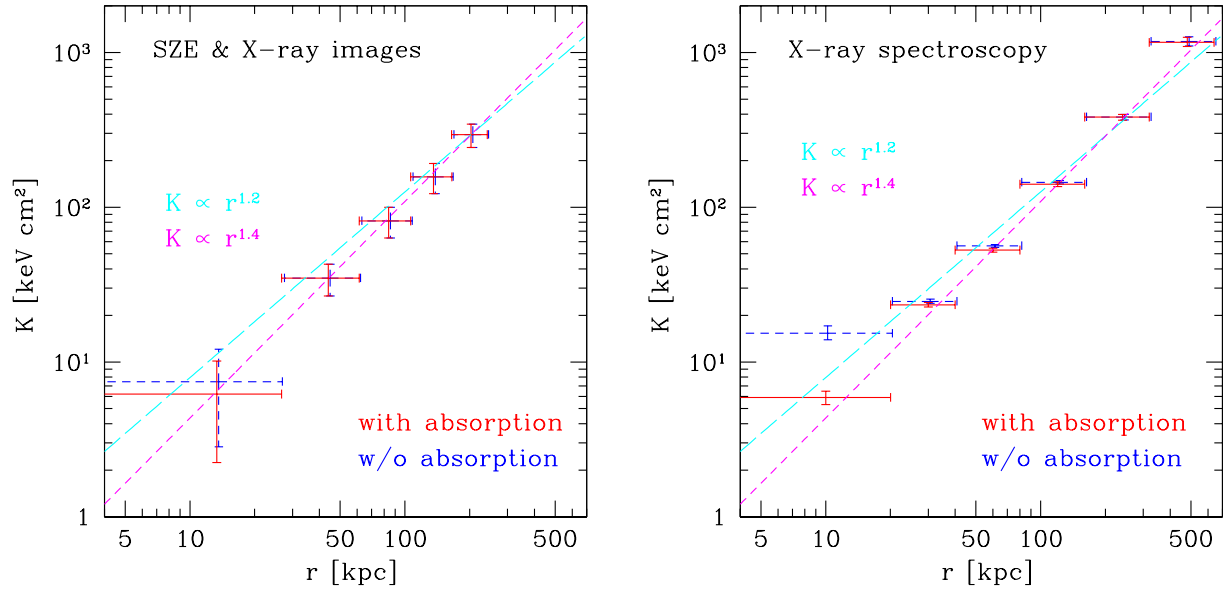 SZE & X-ray images
K ∝ r^1.2
K ∝ r^1.4
with absorption
w/o absorption
K [keV cm²]
10³
10²
10¹
1
5
10
50
100
500
r [kpc]
X-ray spectroscopy
K ∝ r^1.2
K ∝ r^1.4
with absorption
w/o absorption
K [keV cm²]
10³
10²
10¹
1
5
10
50
100
500
r [kpc]